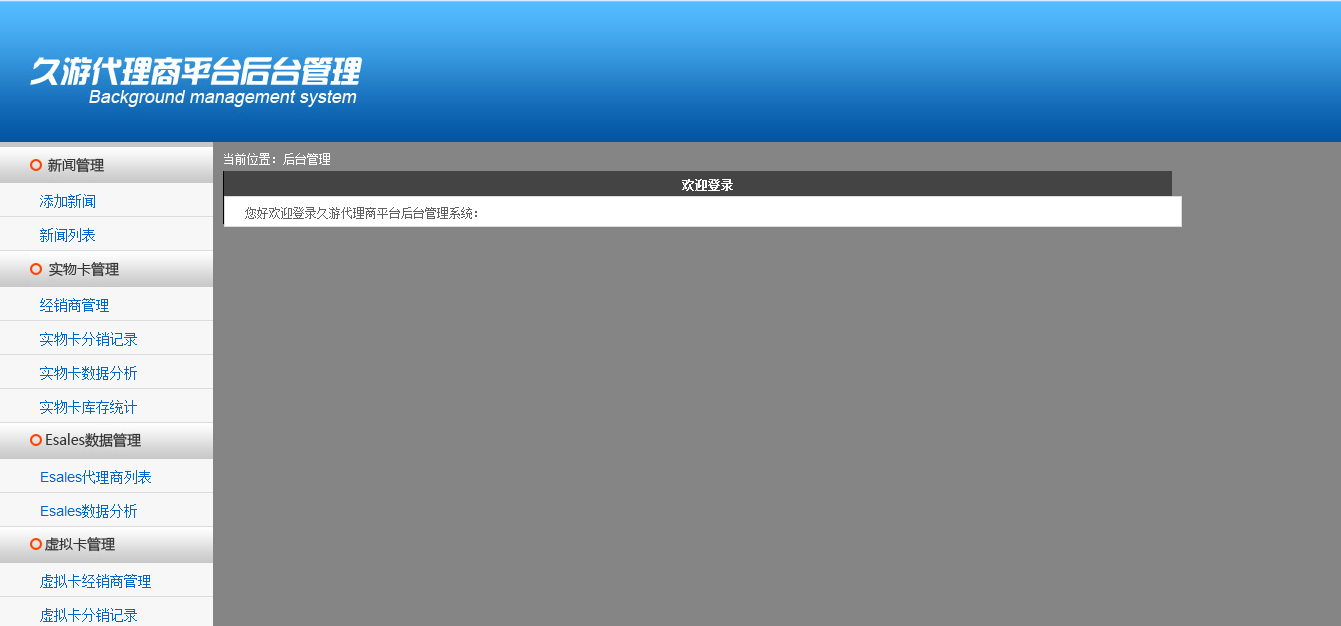 久游代理商平台后台管理
Background management system
新闻管理
添加新闻
新闻列表
实物卡管理
经销商管理
实物卡分销记录
实物卡数据分析
实物卡库存统计
Esales数据管理
Esales代理商列表
Esales数据分析
虚拟卡管理
虚拟卡经销商管理
虚拟卡分销记录
当前位置：后台管理
欢迎登录
您好欢迎登录久游代理商平台后台管理系统：